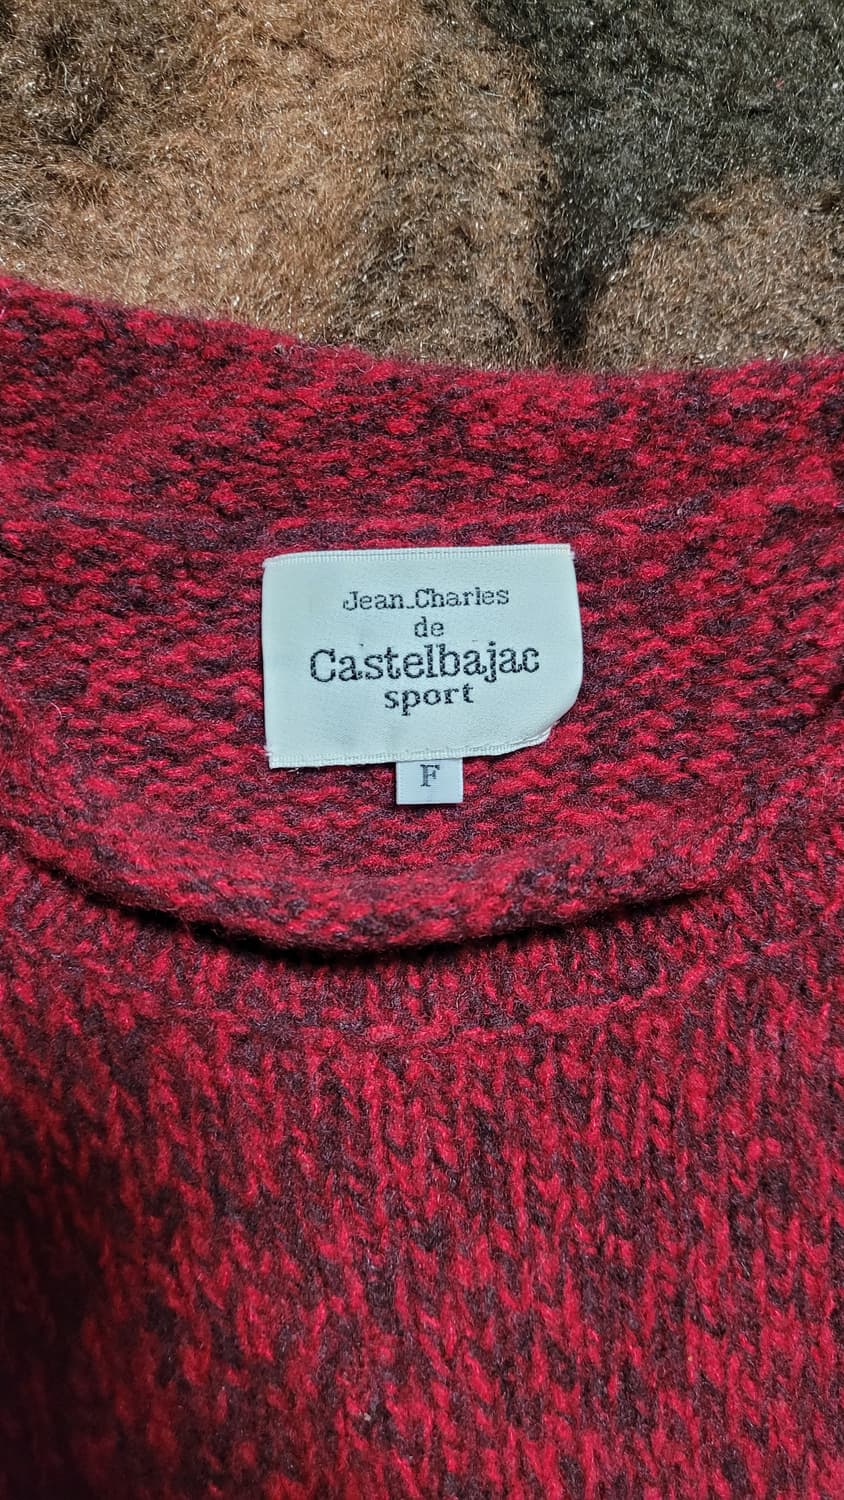 Jean_Charles
de
Castelbajac
sport
F